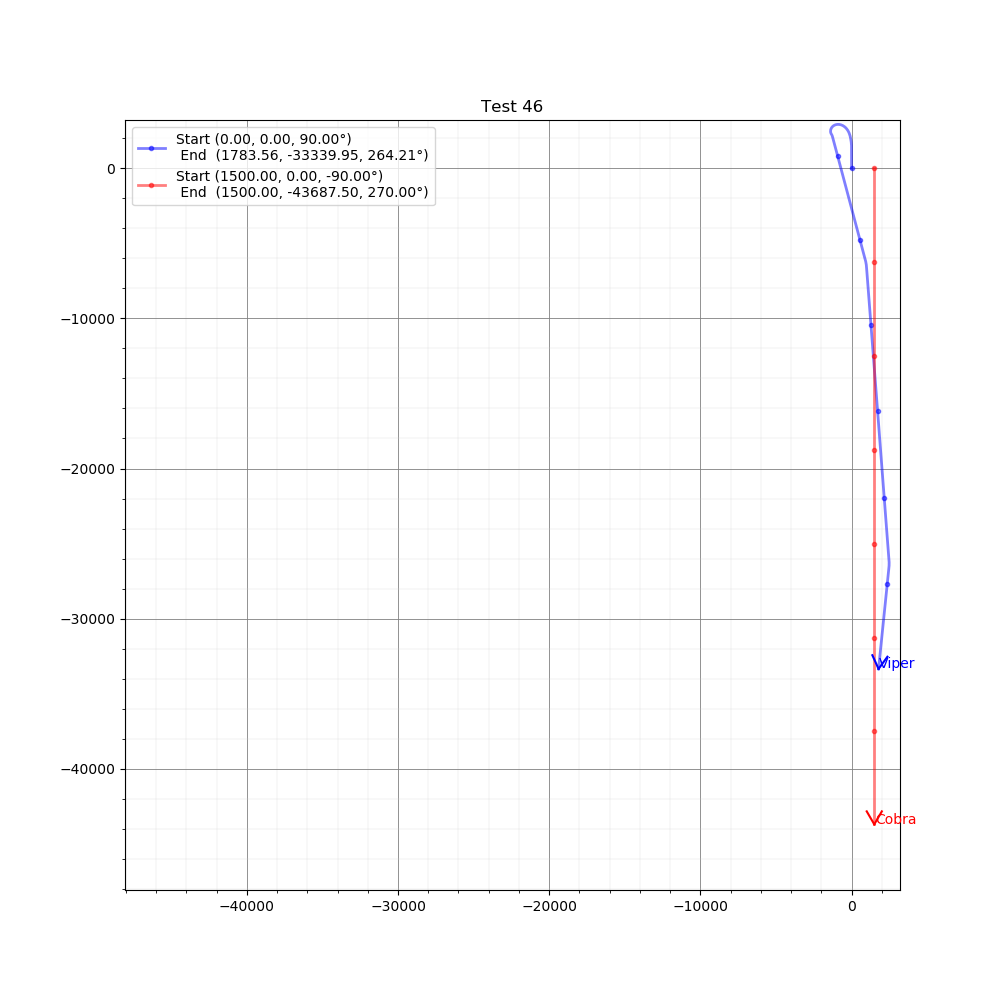 Test 46
Start (0.00, 0.00, 90.00°)
End  (1783.56, -33339.95, 264.21°)
Start (1500.00, 0.00, -90.00°)
End  (1500.00, -43687.50, 270.00°)
0
−10000
−20000
−30000
−40000
Viper
Cobra
−40000
−30000
−20000
−10000
0